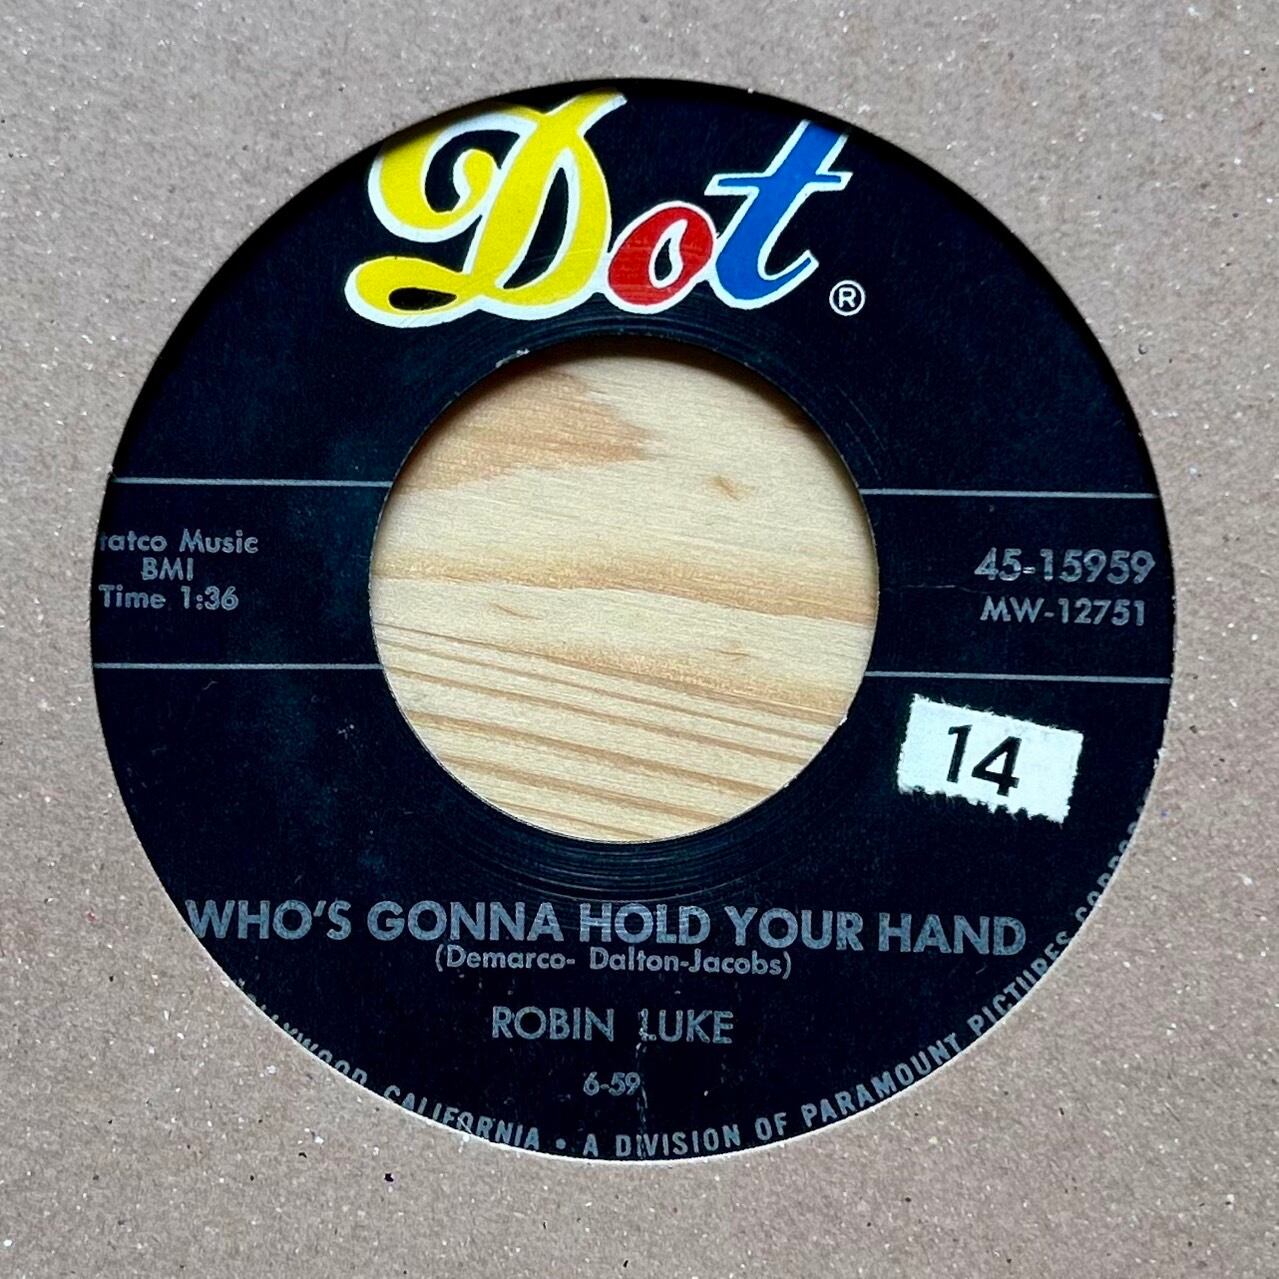 Dot ®
Music
BMI
Time 1:36
45-15959
MW-12751
14
WHO'S GONNA HOLD YOUR HAND
(Demarco- Dalton-Jacobs)
ROBIN LUKE
6-59
CALIFORNIA • A DIVISION OF PARAMOUNT PICTURES